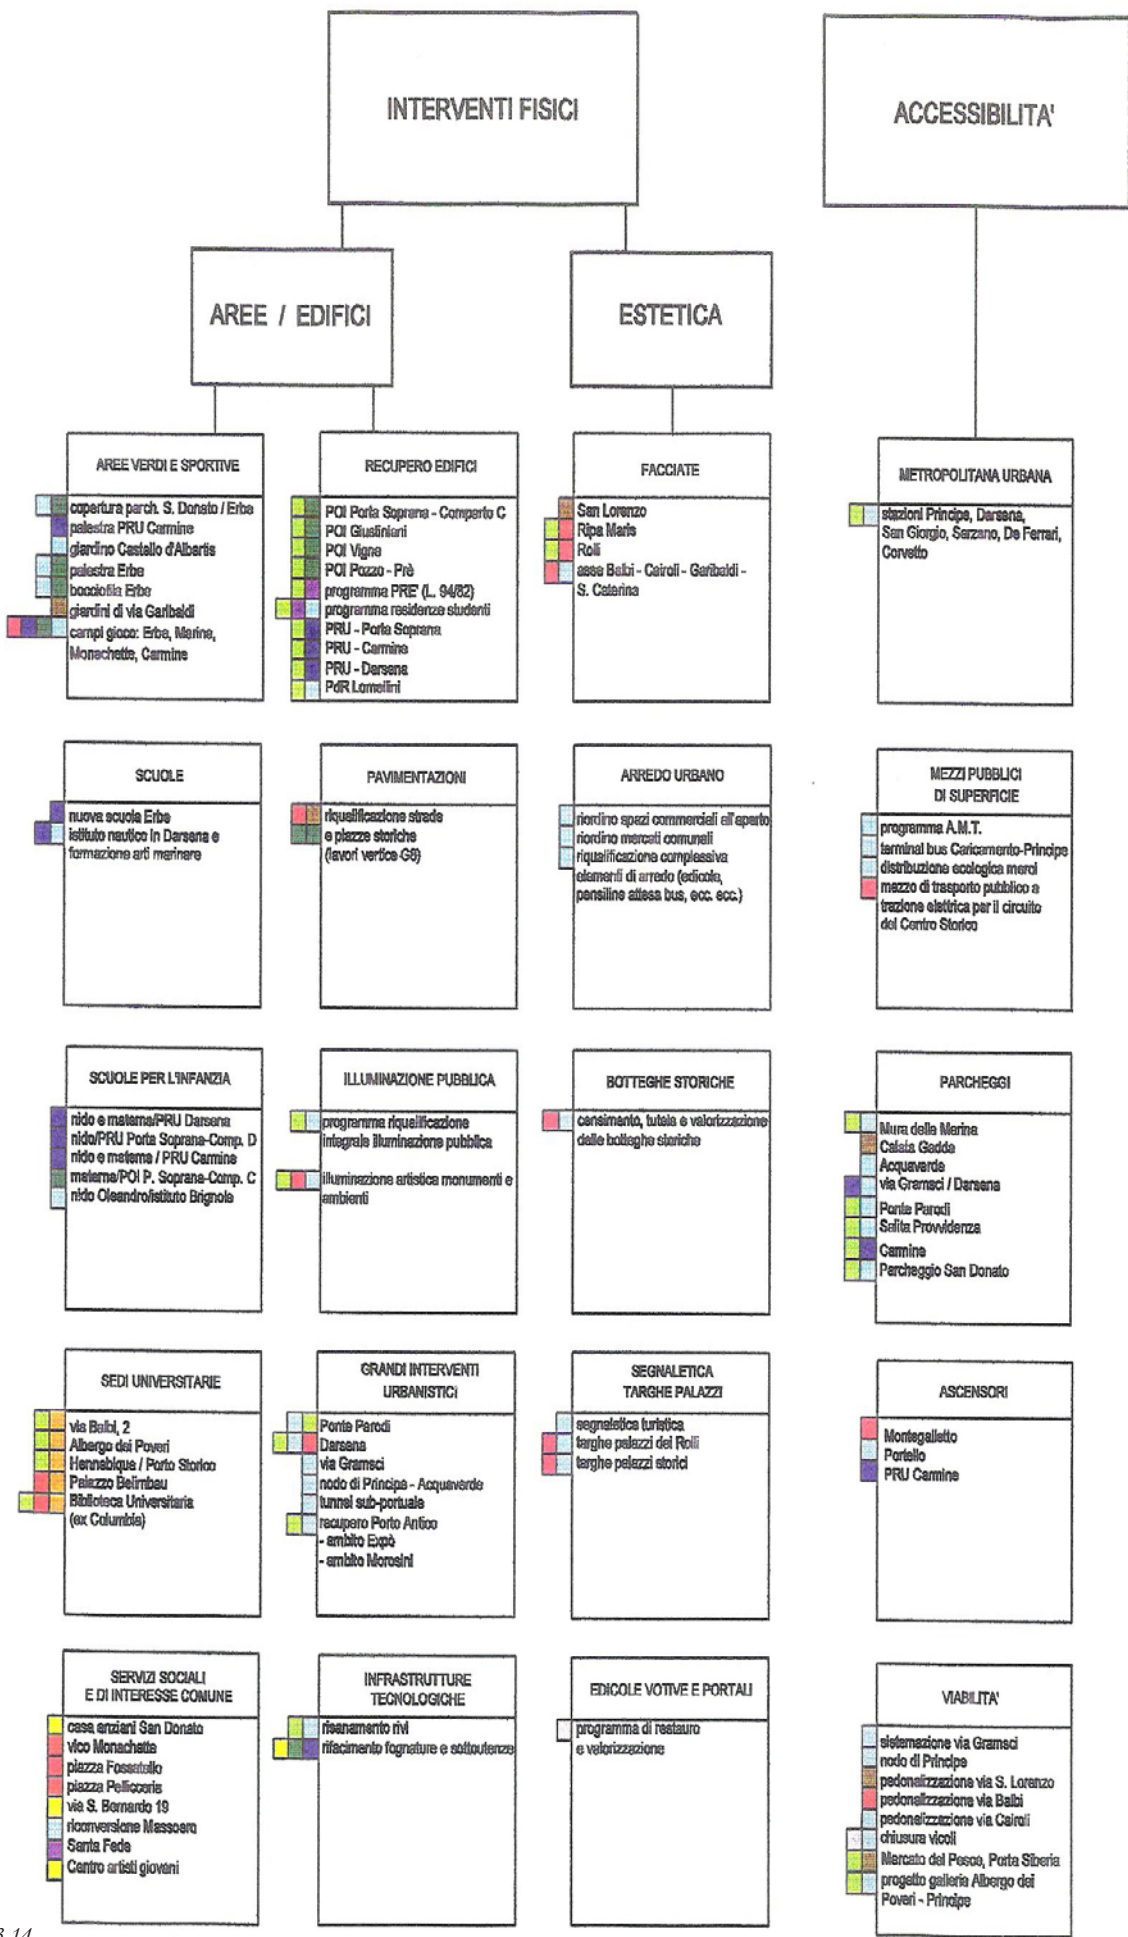 INTERVENTI FISICI
ACCESSIBILITA'
AREE / EDIFICI
ESTETICA
AREE VERDI E SPORTIVE
copertura parch. S. Donato / Erbe
palestra PRU Carmine
giardino Castello d'Albertis
palestra Erbe
bocciofila Erbe
giardini di via Garibaldi
campi gioco: Erbe, Marine,
Monachette, Carmine
RECUPERO EDIFICI
POI Porta Soprana - Comparto C
POI Giustiniani
POI Vigne
POI Pozzo - Prè
programma PRE' (L. 94/82)
programma residenze studenti
PRU - Porta Soprana
PRU - Carmine
PRU - Darsena
PdR Lomellini
FACCIATE
San Lorenzo
Ripa Maris
Rolli
asse Balbi - Cairoli - Garibaldi -
S. Caterina
METROPOLITANA URBANA
stazioni Principe, Darsena,
San Giorgio, Sarzano, De Ferrari,
Corvetto
SCUOLE
nuova scuola Erbe
istituto nautico in Darsena e
formazione arti marinare
PAVIMENTAZIONI
riqualificazione strade
e piazze storiche
(lavori vertice G8)
ARREDO URBANO
riordino spazi commerciali all'aperto
riordino mercati comunali
riqualificazione complessiva
elementi di arredo (edicole,
pensiline attesa bus, ecc. ecc.)
MEZZI PUBBLICI
DI SUPERFICIE
programma A.M.T.
terminal bus Caricamento-Principe
distribuzione ecologica merci
mezzo di trasporto pubblico a
trazione elettrica per il circuito
del Centro Storico
SCUOLE PER L'INFANZIA
nido e materna/PRU Darsena
nido/PRU Porta Soprana-Comp. D
nido e materna / PRU Carmine
materna/POI P. Soprana-Comp. C
nido Oleandro/istituto Brignole
ILLUMINAZIONE PUBBLICA
programma riqualificazione
integrale illuminazione pubblica
illuminazione artistica monumenti e
ambienti
BOTTEGHE STORICHE
censimento, tutela e valorizzazione
delle botteghe storiche
PARCHEGGI
Mura della Marina
Calata Gadda
Acquaverde
via Gramsci / Darsena
Ponte Parodi
Salita Provvidenza
Carmine
Parcheggio San Donato
SEDI UNIVERSITARIE
via Balbi, 2
Albergo dei Poveri
Hennebique / Porto Storico
Palazzo Belimbau
Biblioteca Universitaria
(ex Columbia)
GRANDI INTERVENTI
URBANISTICI
Ponte Parodi
Darsena
via Gramsci
nodo di Principe - Acquaverde
tunnel sub-portuale
recupero Porto Antico
- ambito Expò
- ambito Morosini
SEGNALETICA
TARGHE PALAZZI
segnaletica turistica
targhe palazzi dei Rolli
targhe palazzi storici
ASCENSORI
Montegalletto
Portello
PRU Carmine
SERVIZI SOCIALI
E DI INTERESSE COMUNE
casa anziani San Donato
vico Monachette
piazza Fossatello
piazza Pellicceria
via S. Bernardo 19
riconversione Massoero
Santa Fede
Centro artisti giovani
INFRASTRUTTURE
TECNOLOGICHE
risanamento rivi
rifacimento fognature e sottoutenze
EDICOLE VOTIVE E PORTALI
programma di restauro
e valorizzazione
VIABILITA'
sistemazione via Gramsci
nodo di Principe
pedonalizzazione via S. Lorenzo
pedonalizzazione via Balbi
pedonalizzazione via Cairoli
chiusura vicoli
Mercato del Pesce, Porta Siberia
progetto galleria Albergo dei
Poveri - Principe